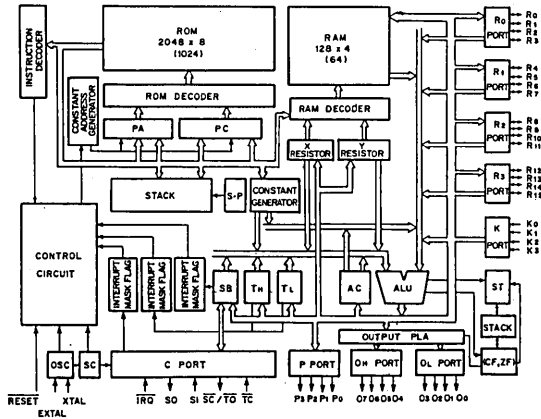 INSTRUCTION DECODER
ROM
2048 x 8
(1024)
RAM
128 x 4
(64)
R0 PORT
R0
R1
R2
R3
CONSTANT ADDRESS GENERATOR
ROM DECODER
RAM DECODER
R1 PORT
R4
R5
R6
R7
PA
PC
X RESISTOR
Y RESISTOR
R2 PORT
R8
R9
R10
R11
STACK
S-P
CONSTANT GENERATOR
R3 PORT
R12
R13
R14
R15
CONTROL CIRCUIT
K PORT
K0
K1
K2
K3
INTERRUPT MASK FLAG
INTERRUPT MASK FLAG
INTERRUPT MASK FLAG
SB
TH
TL
AC
ALU
ST
OUTPUT PLA
STACK
OSC
SC
C PORT
P PORT
OH PORT
OL PORT
(CF,ZF)
RESET
XTAL
EXTAL
IRQ
SO
SI
SC/TO
TC
P3 P2 P1 P0
O7 O6 O5 O4
O3 O2 O1 O0